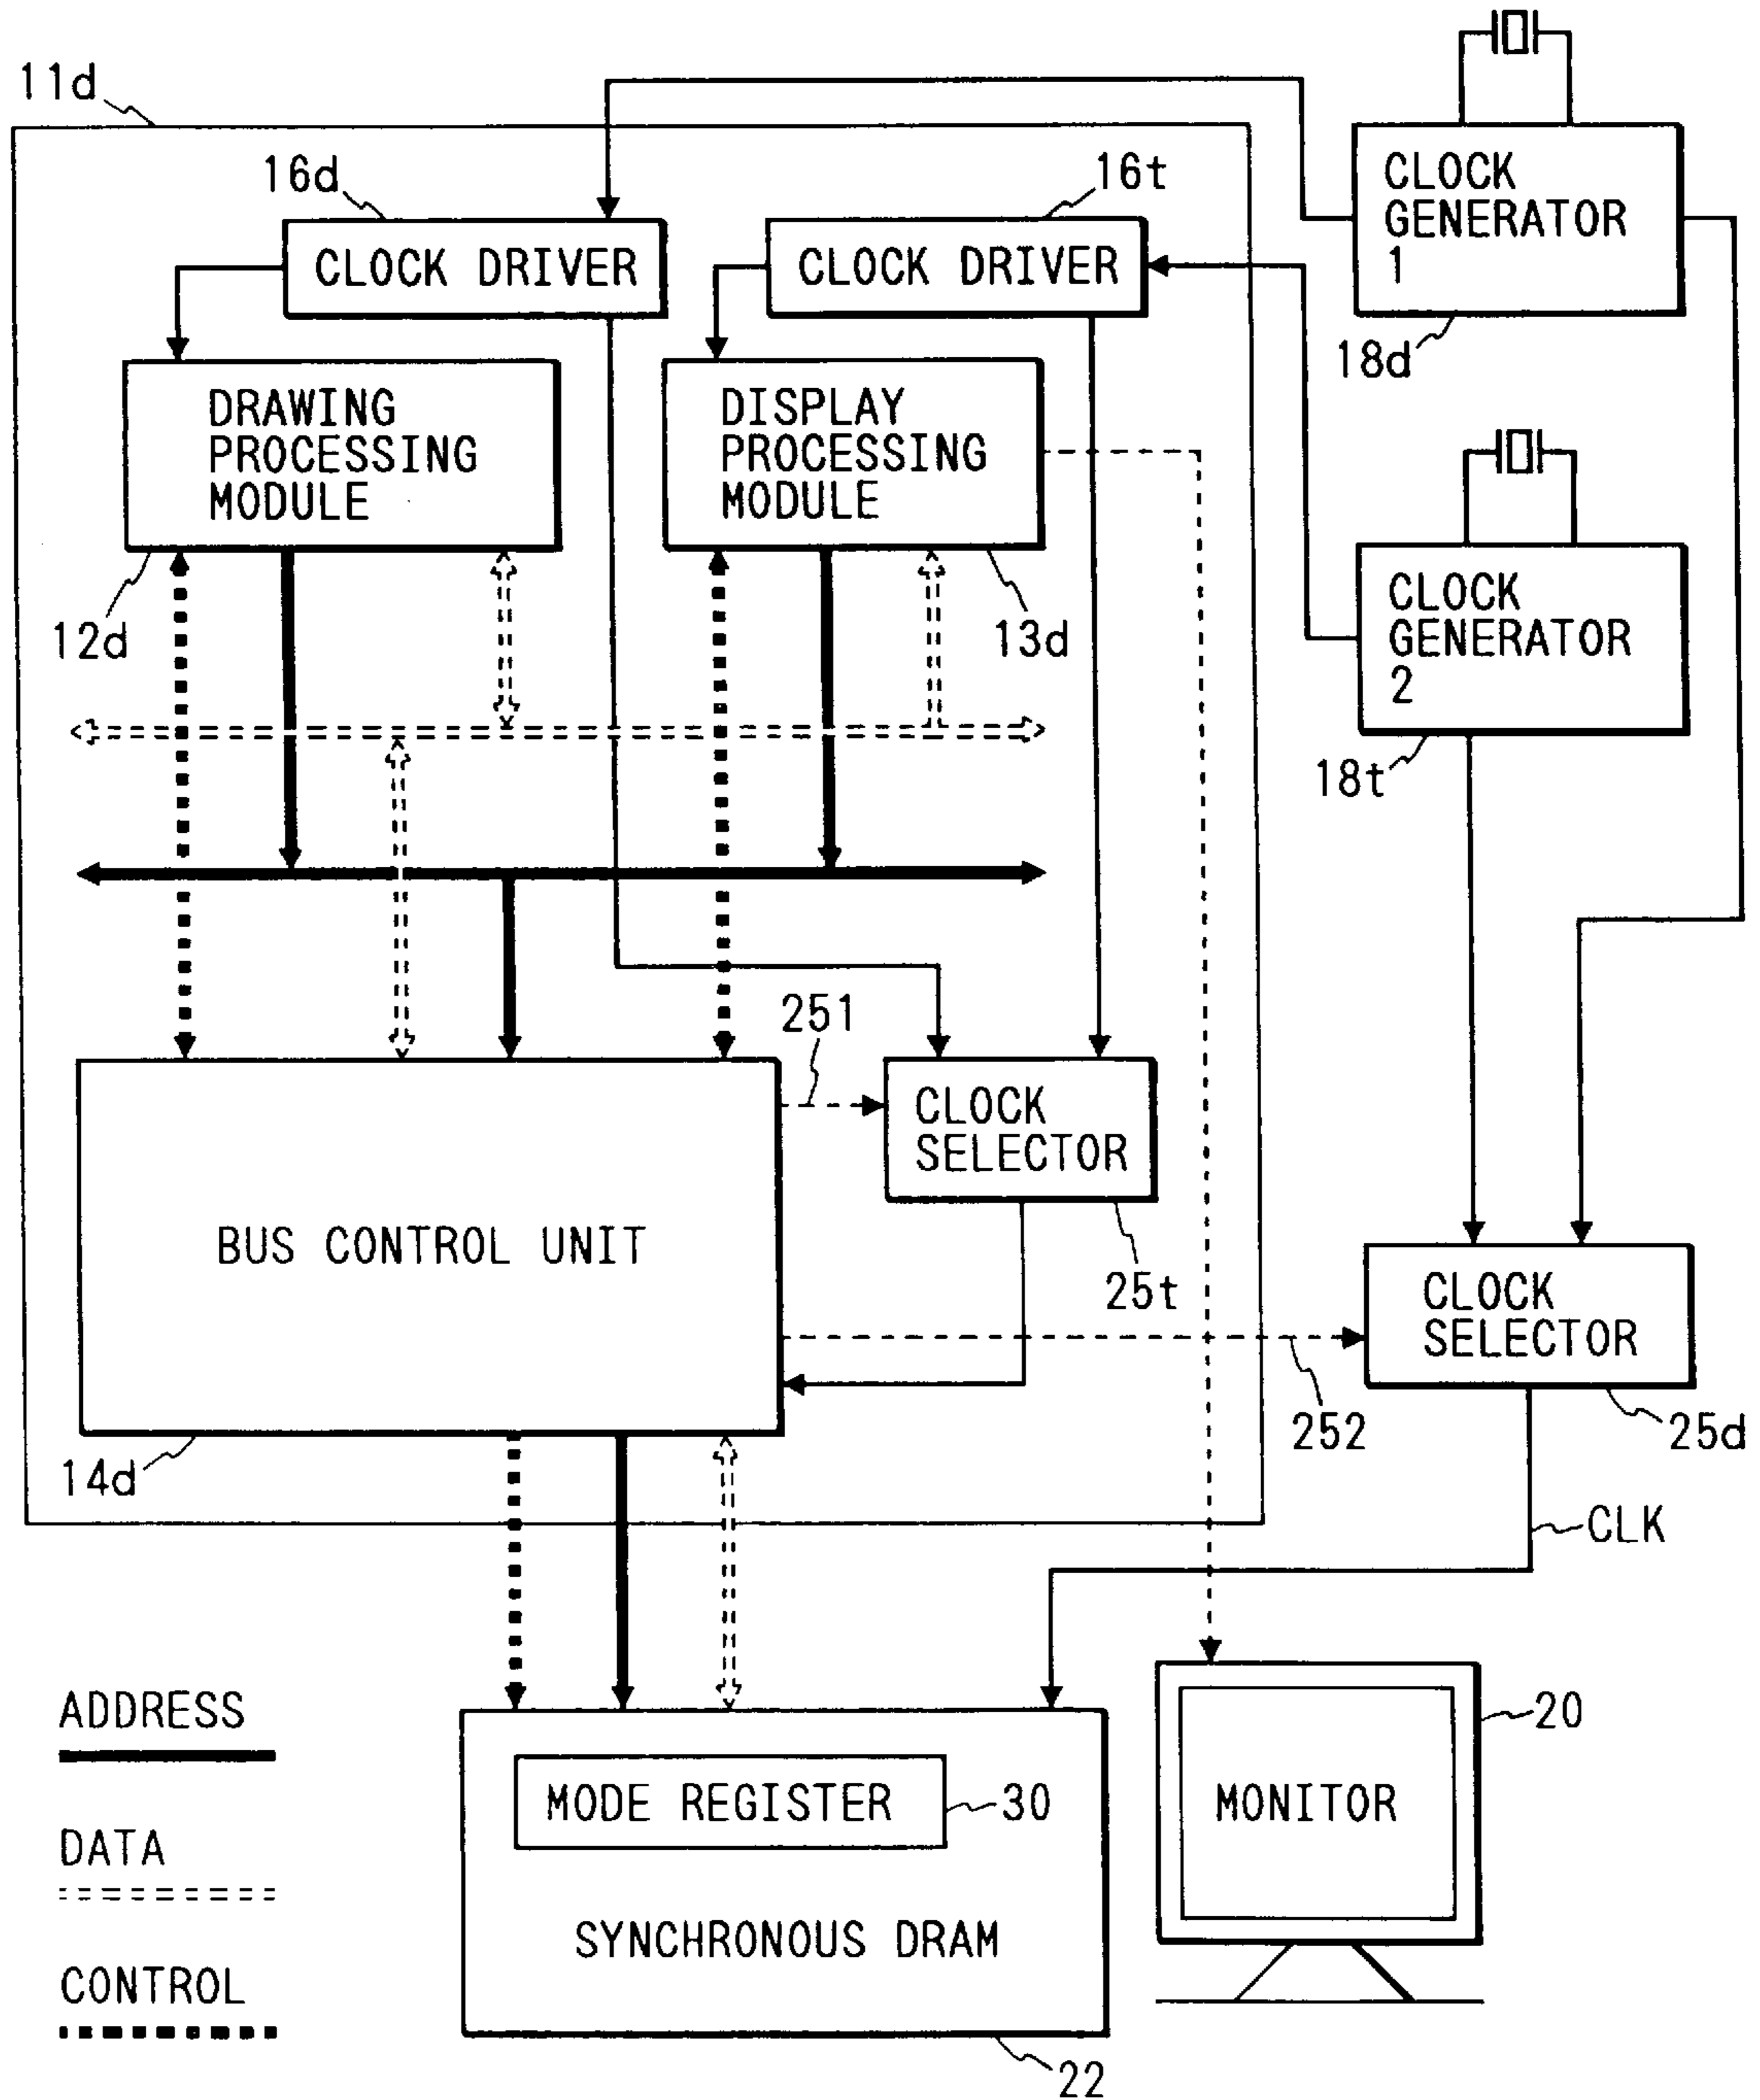 11d
16d
16t
CLOCK
GENERATOR
1
CLOCK DRIVER
CLOCK DRIVER
18d
DRAWING
PROCESSING
MODULE
DISPLAY
PROCESSING
MODULE
12d
13d
CLOCK
GENERATOR
2
18t
251
CLOCK
SELECTOR
BUS CONTROL UNIT
25t
CLOCK
SELECTOR
252
25d
14d
CLK
ADDRESS
20
MODE REGISTER
30
MONITOR
DATA
SYNCHRONOUS DRAM
CONTROL
22